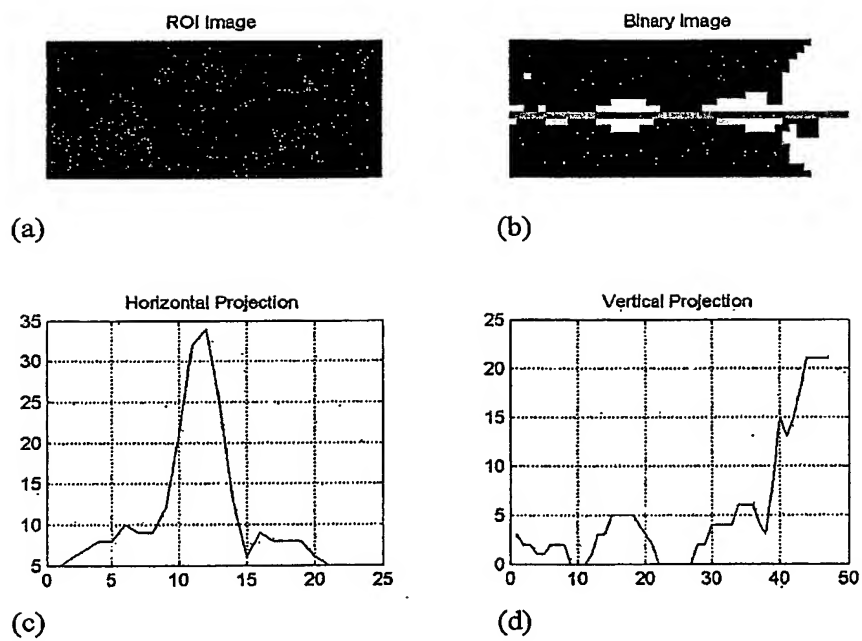 ROI Image
Binary Image
(a)
(b)
Horizontal Projection
35
30
25
20
15
10
5
0 5 10 15 20 25
Vertical Projection
25
20
15
10
5
0
0 10 20 30 40 50
(c)
(d)